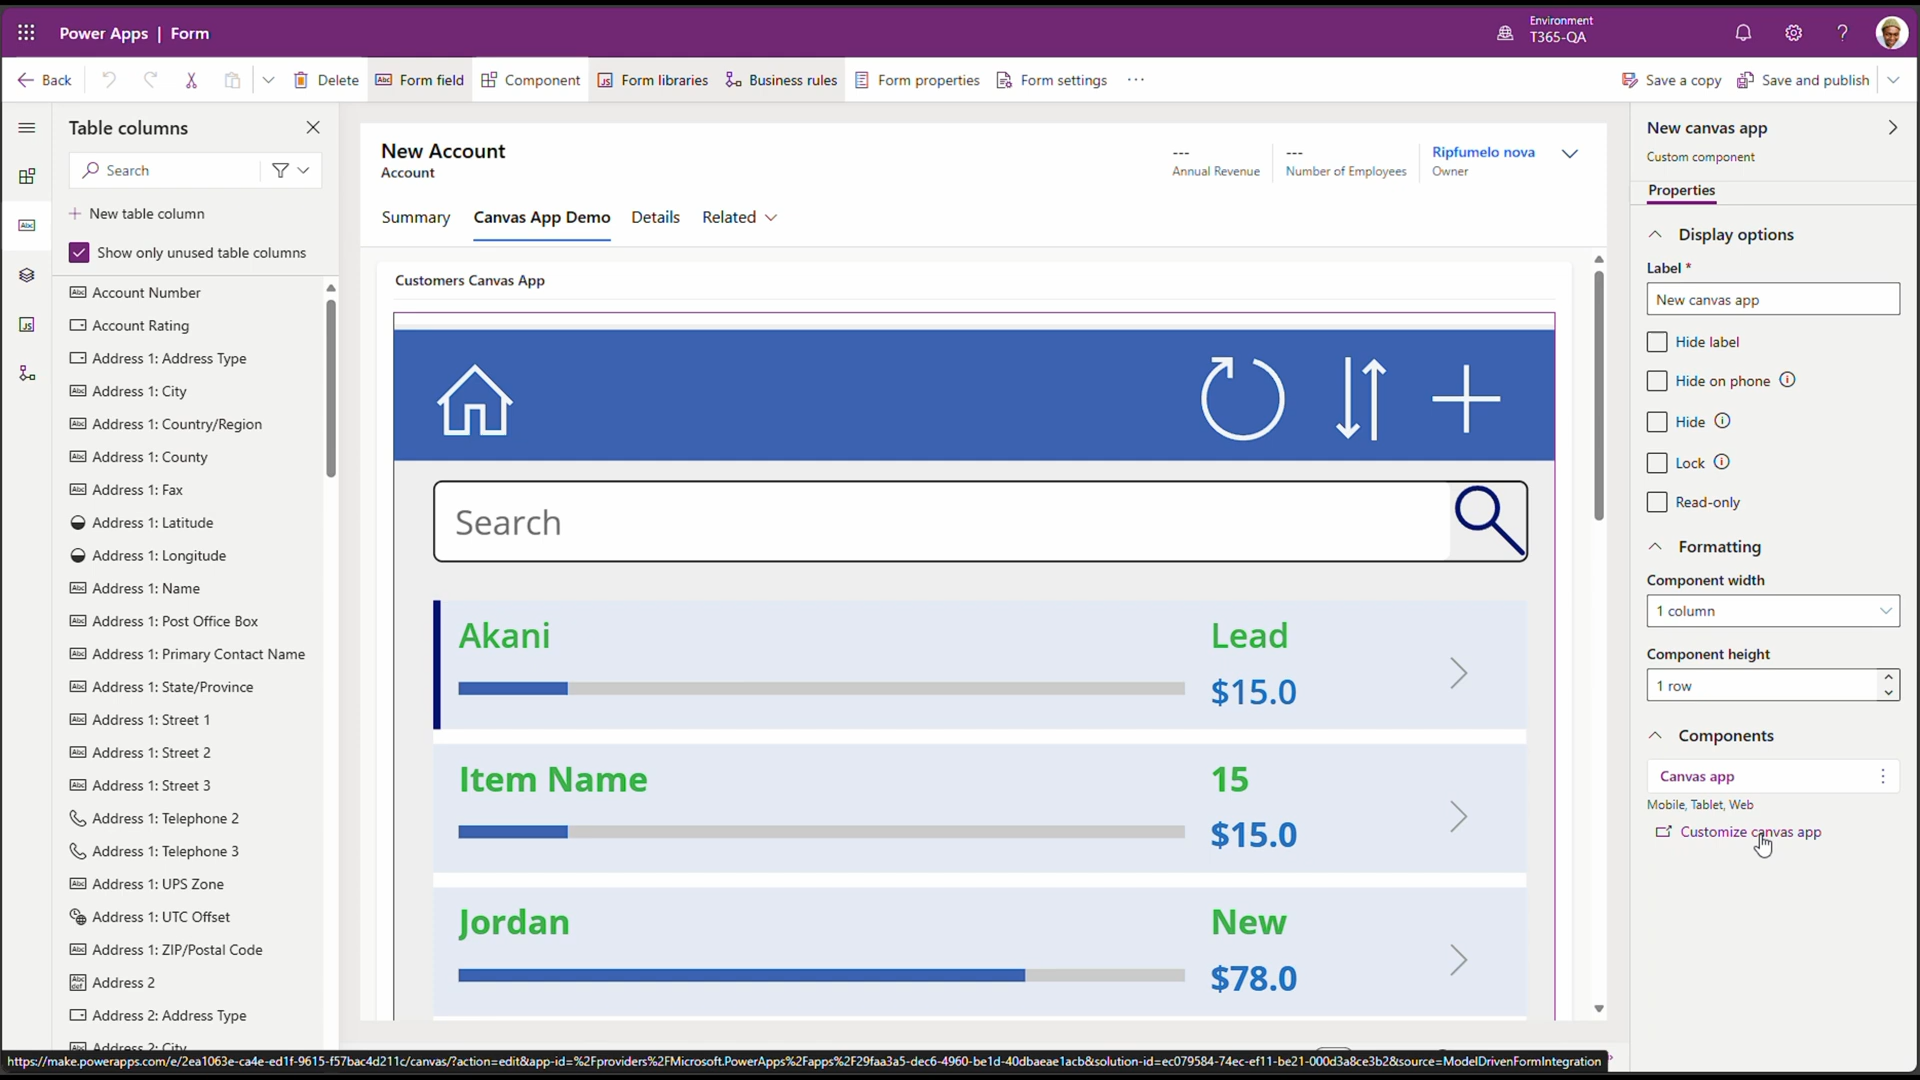 Power Apps | Form
Environment
T365-QA
Back
Delete
Form field
Component
Form libraries
Business rules
Form properties
Form settings
Save a copy
Save and publish
Table columns
Search
New table column
Show only unused table columns
Account Number
Account Rating
Address 1: Address Type
Address 1: City
Address 1: Country/Region
Address 1: County
Address 1: Fax
Address 1: Latitude
Address 1: Longitude
Address 1: Name
Address 1: Post Office Box
Address 1: Primary Contact Name
Address 1: State/Province
Address 1: Street 1
Address 1: Street 2
Address 1: Street 3
Address 1: Telephone 2
Address 1: Telephone 3
Address 1: UPS Zone
Address 1: UTC Offset
Address 1: ZIP/Postal Code
Address 2
Address 2: Address Type
Address 2: City
New Account
Account
---
Annual Revenue
---
Number of Employees
Ripfumelo nova
Owner
Summary
Canvas App Demo
Details
Related
Customers Canvas App
Search
Akani
Lead
$15.0
Item Name
15
$15.0
Jordan
New
$78.0
New canvas app
Custom component
Properties
Display options
Label *
New canvas app
Hide label
Hide on phone
Hide
Lock
Read-only
Formatting
Component width
1 column
Component height
1 row
Components
Canvas app
Mobile, Tablet, Web
Customize canvas app
https://make.powerapps.com/e/2ea1063e-ca4e-ed1f-9615-f57bac4d211c/canvas/?action=edit&app-id=%2Fproviders%2FMicrosoft.PowerApps%2Fapps%2F29faa3a5-dec6-4960-be1d-40dbaeae1acb&solution-id=ec079584-74ec-ef11-be21-000d3a8ce3b2&source=ModelDrivenFormIntegration